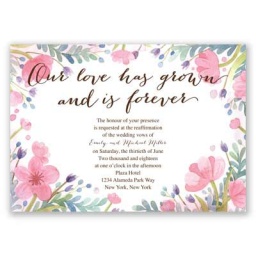 Our love has grown
and is forever
The honour of your presence
is requested at the reaffirmation
of the wedding vows of
Emily and Michael Miller
on Saturday, the thirtieth of June
Two thousand and eighteen
at one o'clock in the afternoon
Plaza Hotel
1234 Alameda Park Way
New York, New York